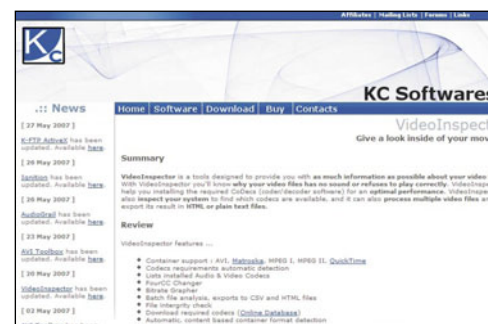 Affiliates | Mailing Lists | Forums | Links
KC
KC Softwares
.:: News
Home Software Download Buy Contacts
[ 27 May 2007 ]
K-FTP ActiveX has been
updated. Available here.
[ 26 May 2007 ]
Ignition has been
updated. Available here.
[ 26 May 2007 ]
AudioGrail has been
updated. Available here.
[ 23 May 2007 ]
AVI Toolbox has been
updated. Available here.
[ 20 May 2007 ]
VideoInspector has been
updated. Available here.
[ 02 May 2007 ]
VideoInspect
Give a look inside of your mov
Summary
VideoInspector is a tools designed to provide you with as much information as possible about your video
With VideoInspector you'll know why your video files has no sound or refuses to play correctly. VideoInspe
help you installing the required CoDecs (coder/decoder software) for an optimal performance. VideoInspe
also inspect your system to find which codecs are available, and it can also process multiple video files an
export its result in HTML or plain text files.
Review
VideoInspector features ...
Container support : AVI, Matroska, MPEG I, MPEG II, QuickTime
Codecs requirements automatic detection
Lists installed Audio & Video Codecs
FourCC Changer
Bitrate Grapher
Batch file analysis, exports to CSV and HTML files
File integrity check
Download required codecs (Online Database)
Automatic, content based container format detection